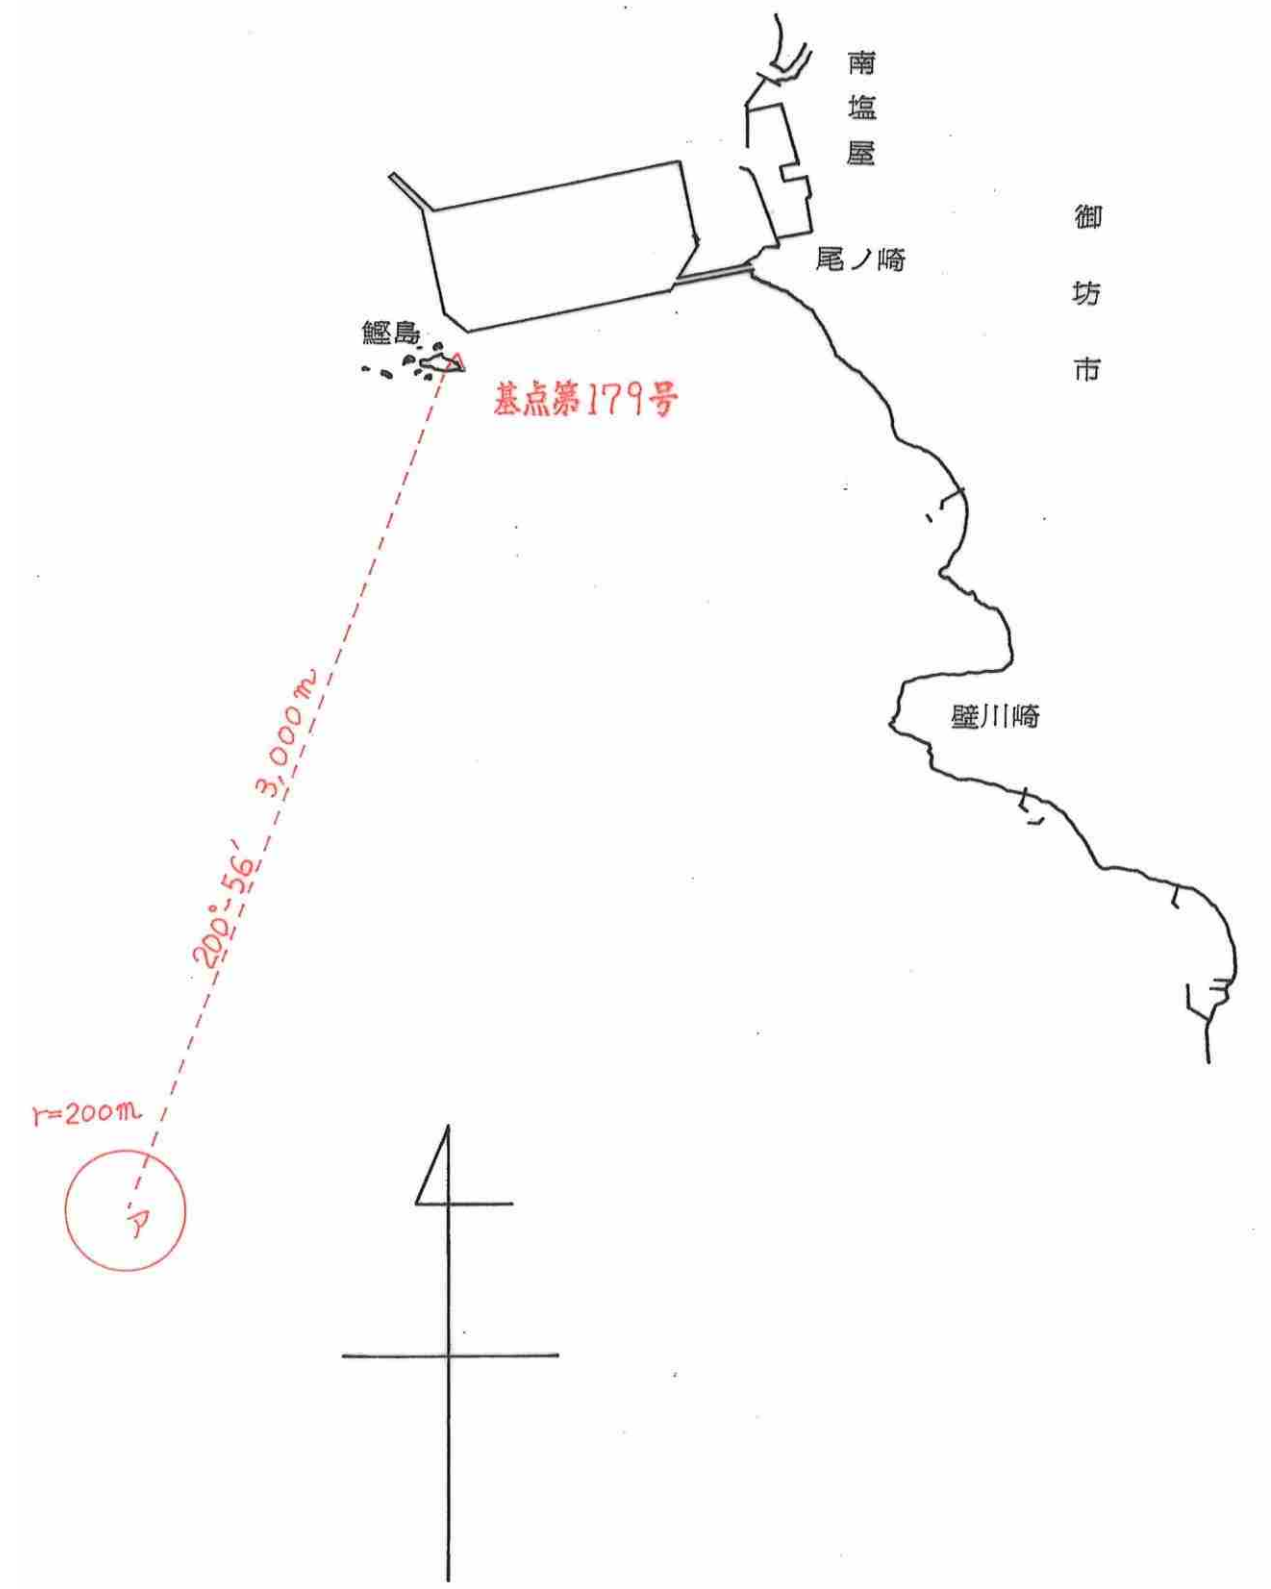 南塩屋
御坊市
尾ノ崎
鰹島
基点第179号
3,000m
200°-56′
壁川崎
r=200m
ア